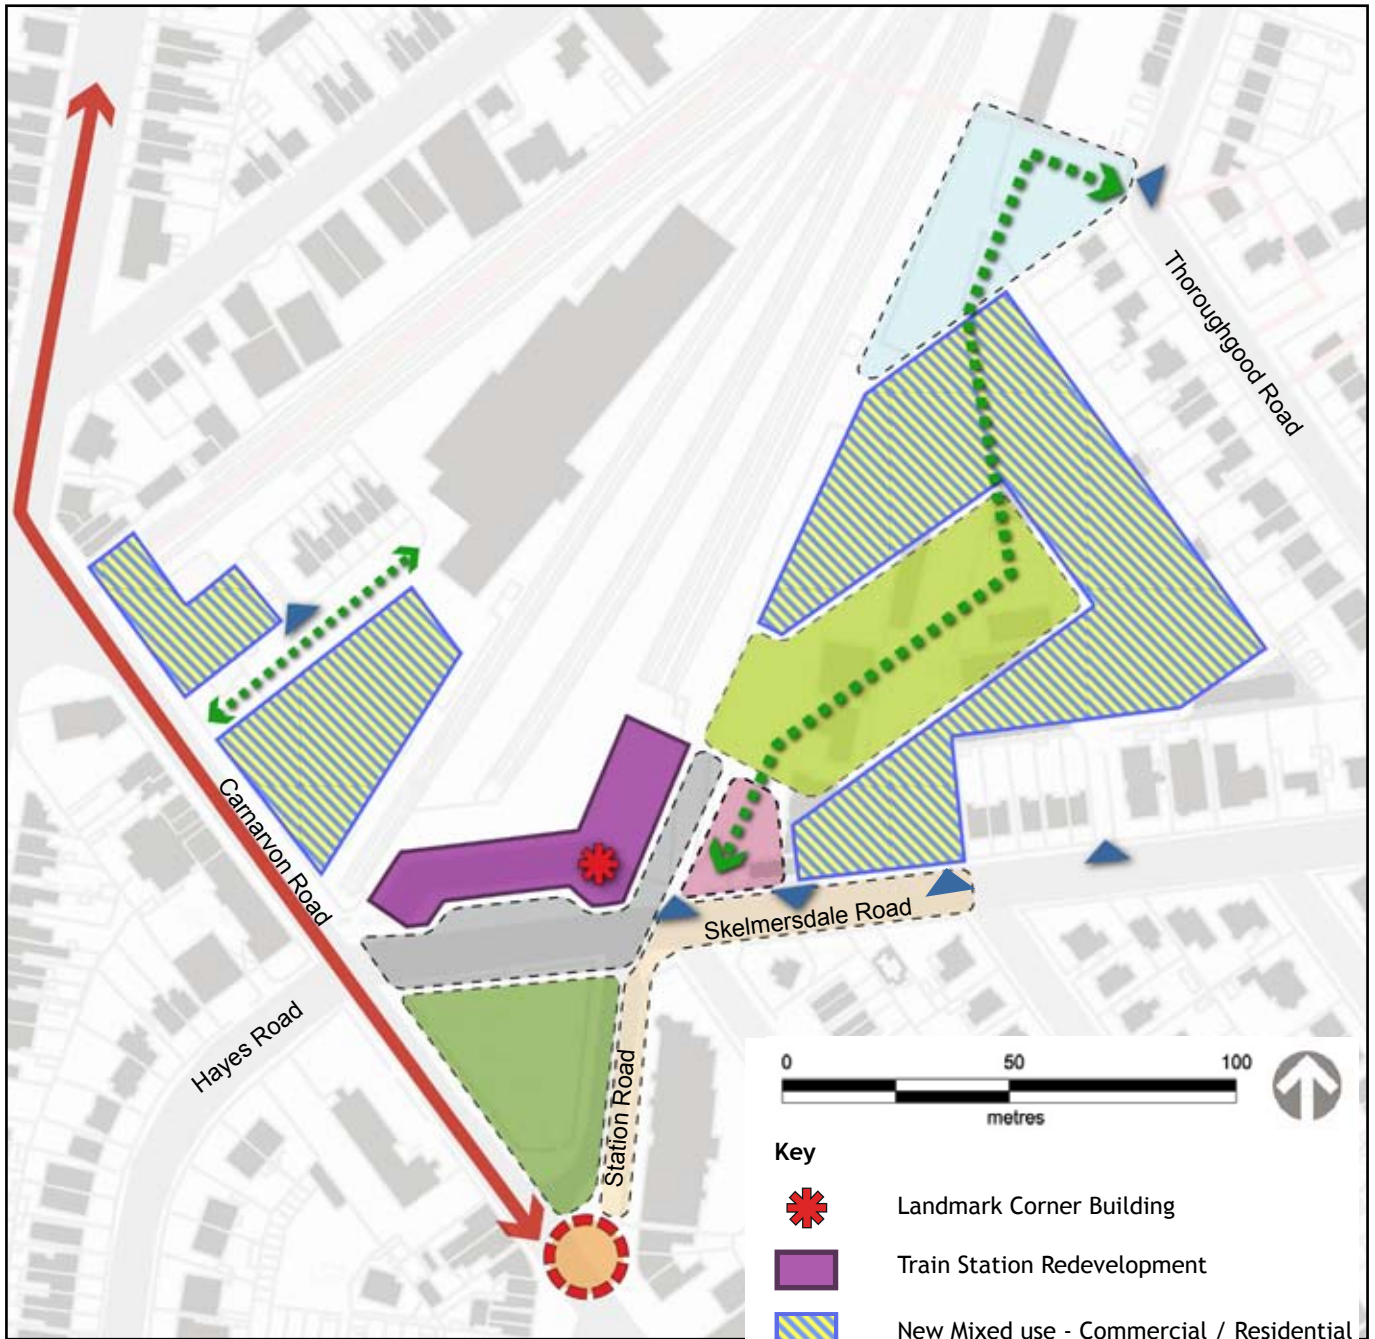 Thoroughgood Road
Carnarvon Road
Skelmersdale Road
Hayes Road
Station Road
0 50 100
metres
Key
Landmark Corner Building
Train Station Redevelopment
New Mixed use - Commercial / Residential